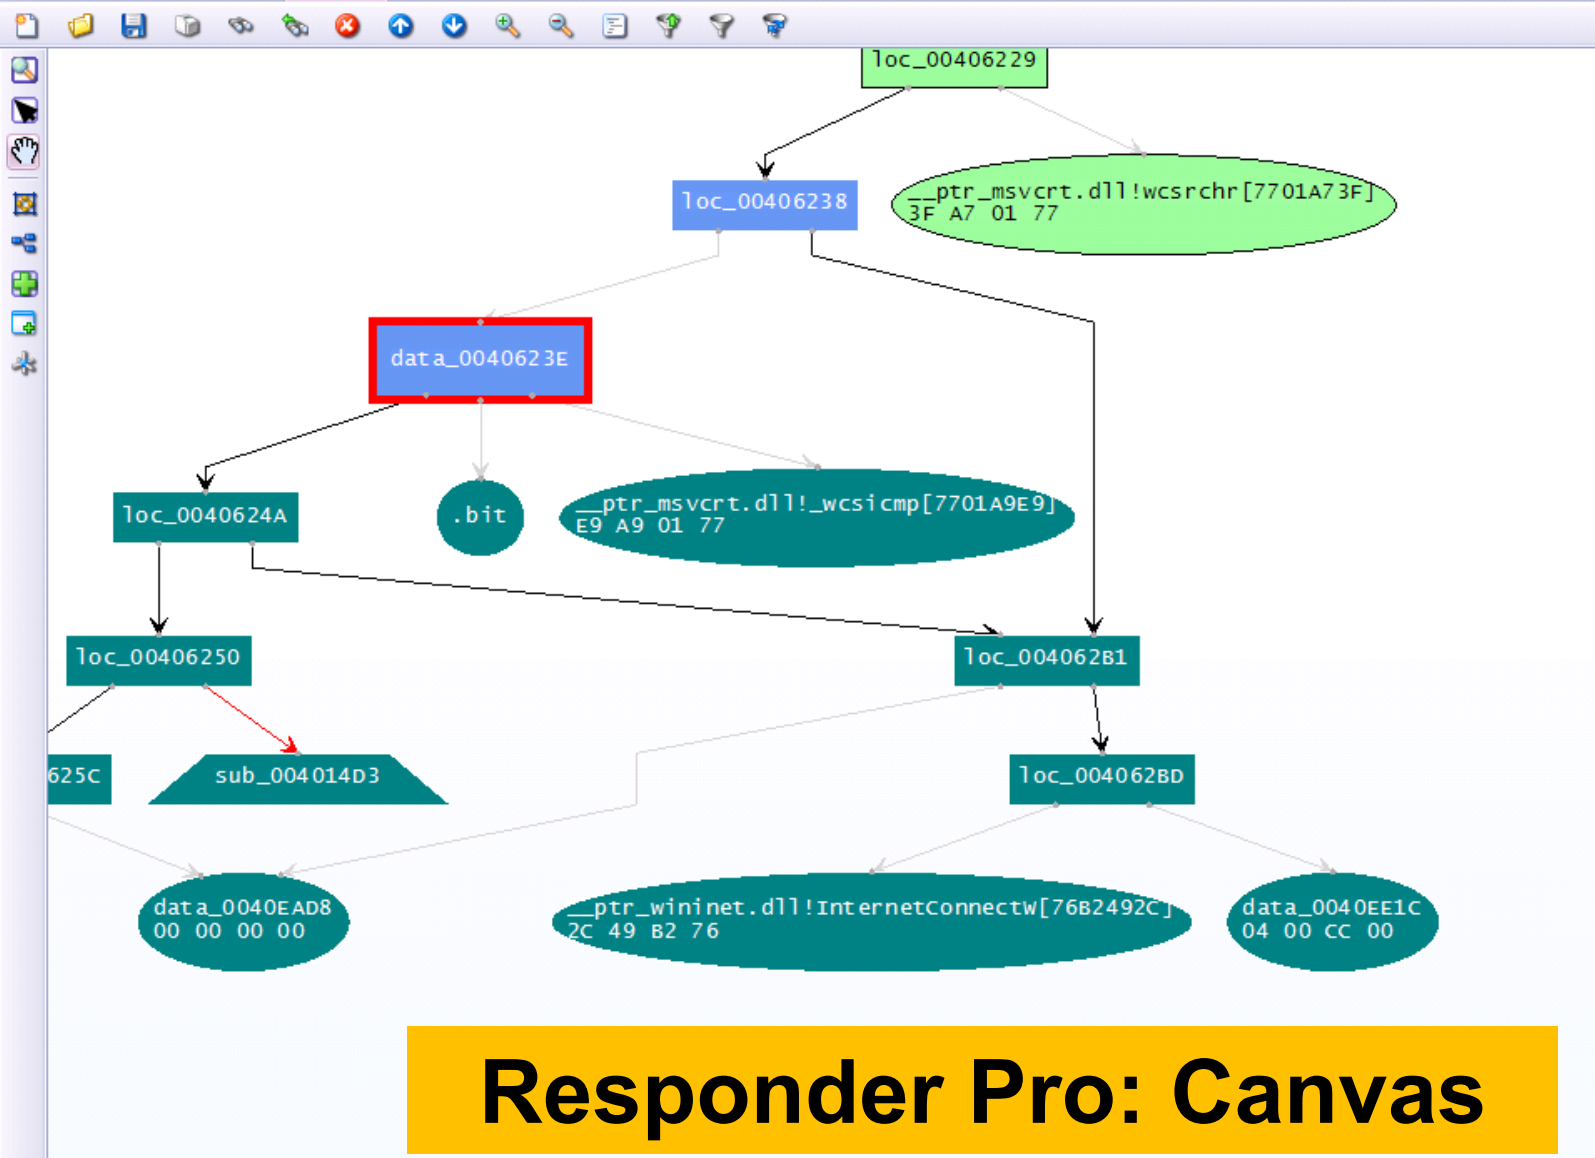 loc_00406229
loc_00406238
__ptr_msvcrt.dll!wcsrchr[7701A73F]
3F A7 01 77
data_0040623E
loc_0040624A
.bit
__ptr_msvcrt.dll!_wcsicmp[7701A9E9]
E9 A9 01 77
loc_00406250
loc_004062B1
625C
sub_004014D3
loc_004062BD
data_0040EAD8
00 00 00 00
__ptr_wininet.dll!InternetConnectW[76B2492C]
2C 49 B2 76
data_0040EE1C
04 00 CC 00
Responder Pro: Canvas